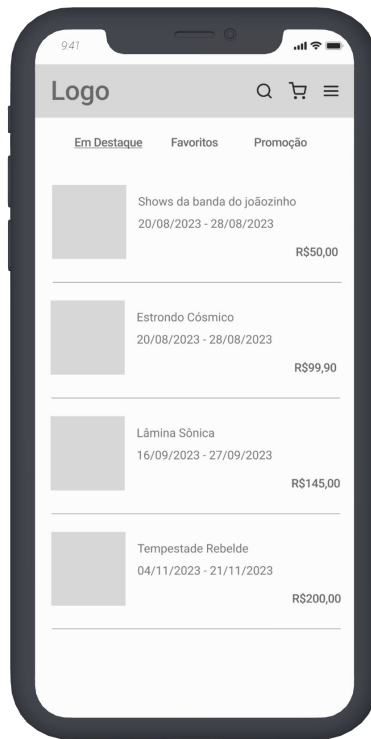 9:41
Logo
Em Destaque Favoritos Promoção
Shows da banda do joãozinho
20/08/2023 - 28/08/2023
R$50,00
Estrondo Cósmico
20/08/2023 - 28/08/2023
R$99,90
Lâmina Sônica
16/09/2023 - 27/09/2023
R$145,00
Tempestade Rebelde
04/11/2023 - 21/11/2023
R$200,00